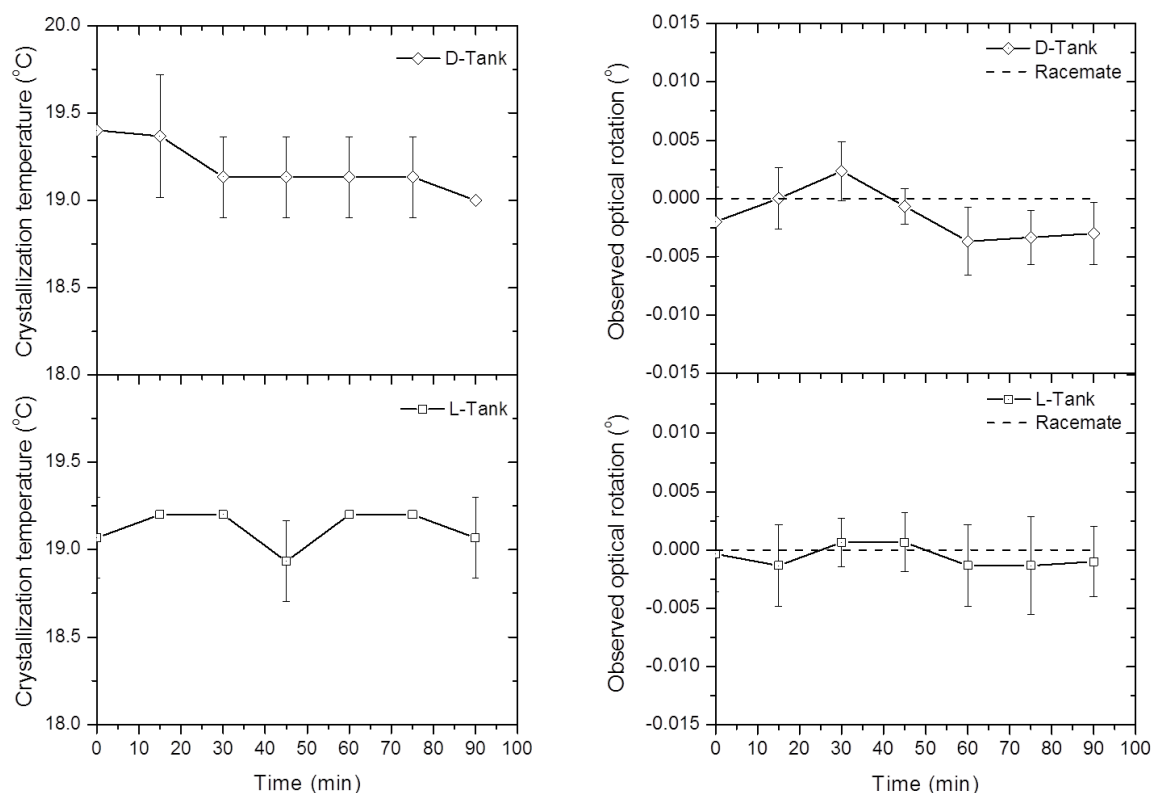 20.0
19.5
19.0
18.5
18.0
Crystallization temperature (°C)
D-Tank
19.5
19.0
18.5
18.0
Crystallization temperature (°C)
L-Tank
0 10 20 30 40 50 60 70 80 90 100
Time (min)
0.015
0.010
0.005
0.000
-0.005
-0.010
-0.015
Observed optical rotation (°)
D-Tank
Racemate
0.010
0.005
0.000
-0.005
-0.010
-0.015
Observed optical rotation (°)
L-Tank
Racemate
0 10 20 30 40 50 60 70 80 90 100
Time (min)